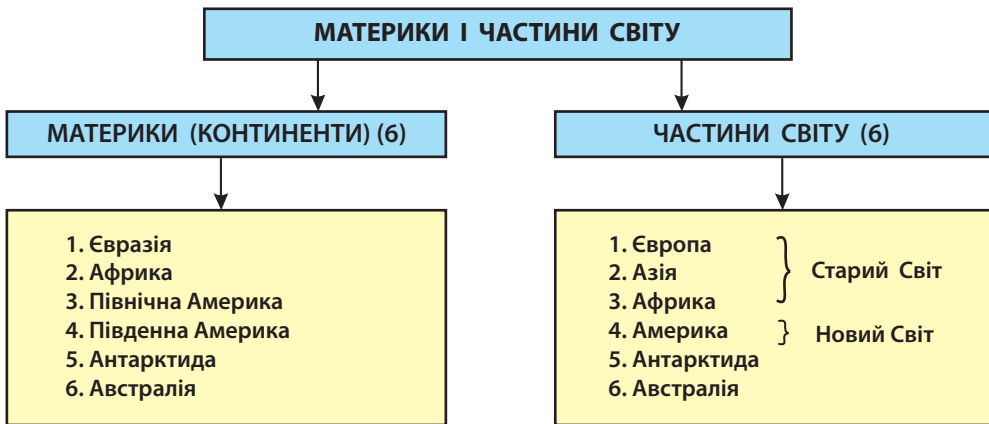 МАТЕРИКИ І ЧАСТИНИ СВІТУ
МАТЕРИКИ (КОНТИНЕНТИ) (6)
1. Євразія
2. Африка
3. Північна Америка
4. Південна Америка
5. Антарктида
6. Австралія
ЧАСТИНИ СВІТУ (6)
1. Європа
2. Азія
3. Африка
Старий Світ
4. Америка
Новий Світ
5. Антарктида
6. Австралія